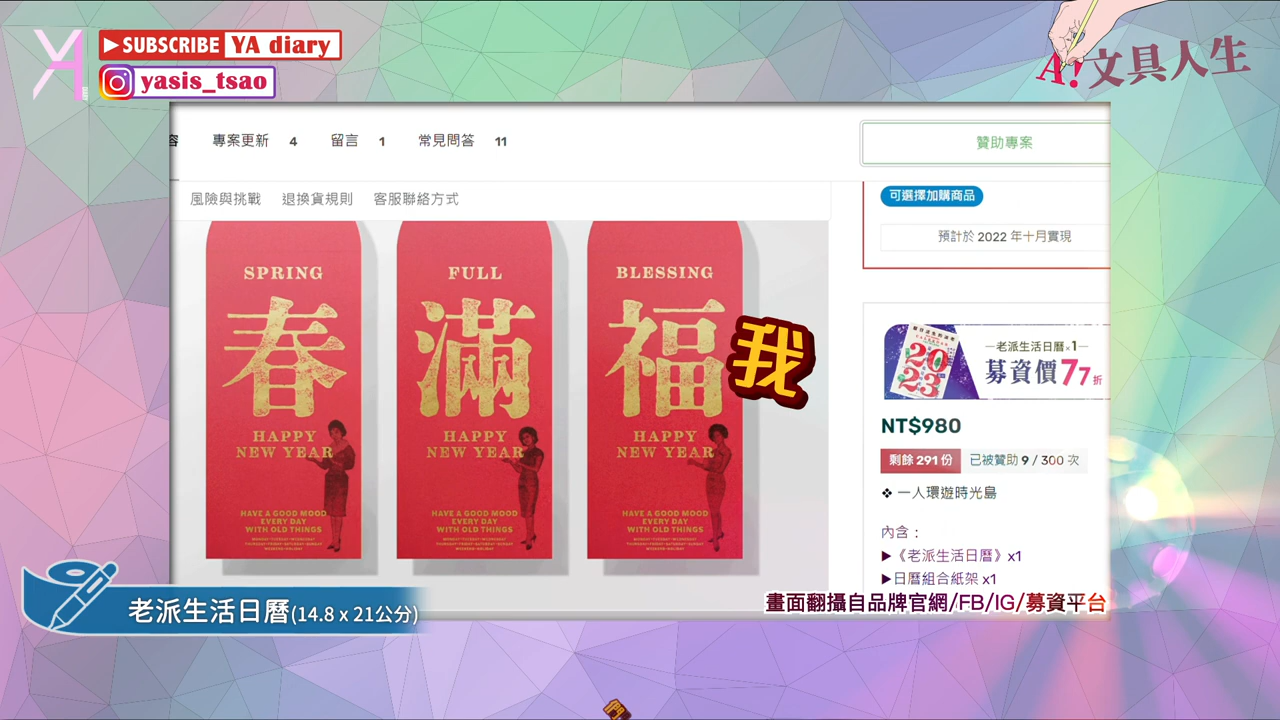 SUBSCRIBE YA diary
yasis_tsao
A!文具人生
容 專案更新 4 留言 1 常見問答 11
贊助專案
風險與挑戰 退換貨規則 客服聯絡方式
可選擇加購商品
預計於 2022 年十月實現
SPRING
春
HAPPY
NEW YEAR
HAVE A GOOD MOOD
EVERY DAY
WITH OLD THINGS
FULL
滿
HAPPY
NEW YEAR
HAVE A GOOD MOOD
EVERY DAY
WITH OLD THINGS
BLESSING
福
HAPPY
NEW YEAR
HAVE A GOOD MOOD
EVERY DAY
WITH OLD THINGS
我
2023
老派生活日曆×1
募資價77折
NT$980
剩餘 291 份 已被贊助 9 / 300 次
❖ 一人環遊時光島
內含：
▶《老派生活日曆》x1
▶日曆組合紙架 x1
畫面翻攝自品牌官網/FB/IG/募資平台
老派生活日曆(14.8 x 21公分)